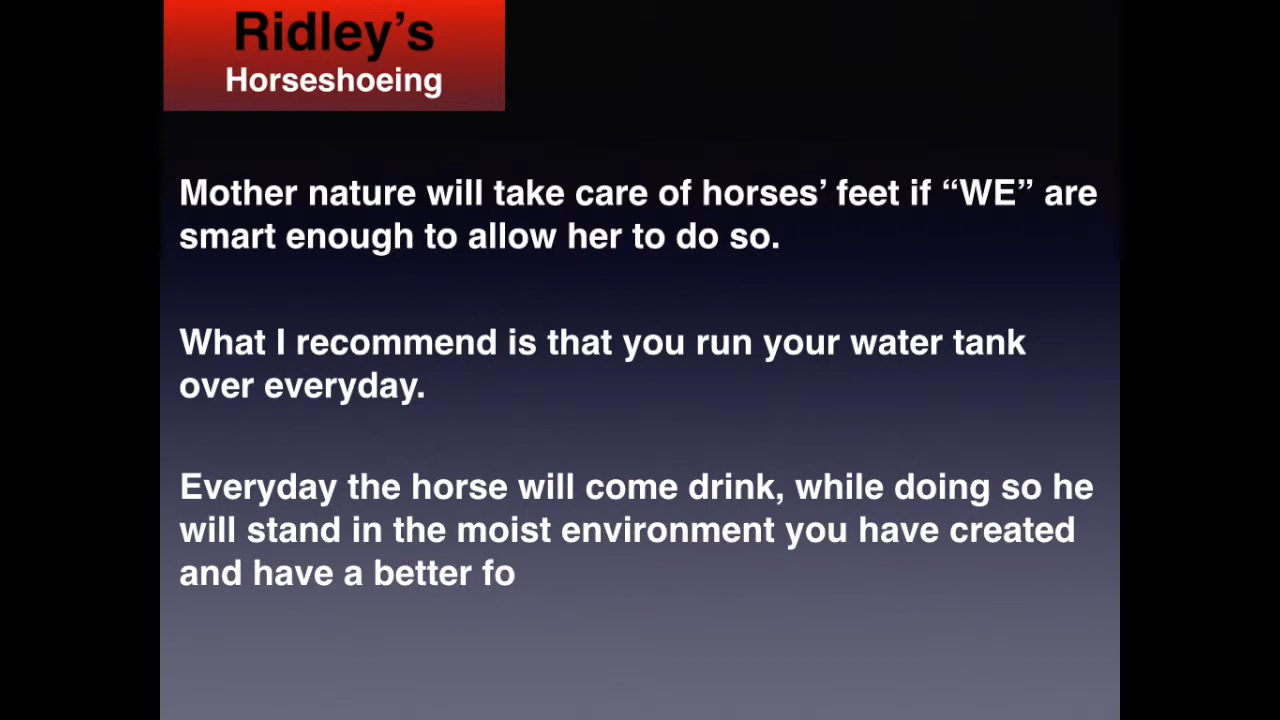 Ridley’s
Horseshoeing
Mother nature will take care of horses’ feet if “WE” are
smart enough to allow her to do so.
What I recommend is that you run your water tank
over everyday.
Everyday the horse will come drink, while doing so he
will stand in the moist environment you have created
and have a better fo